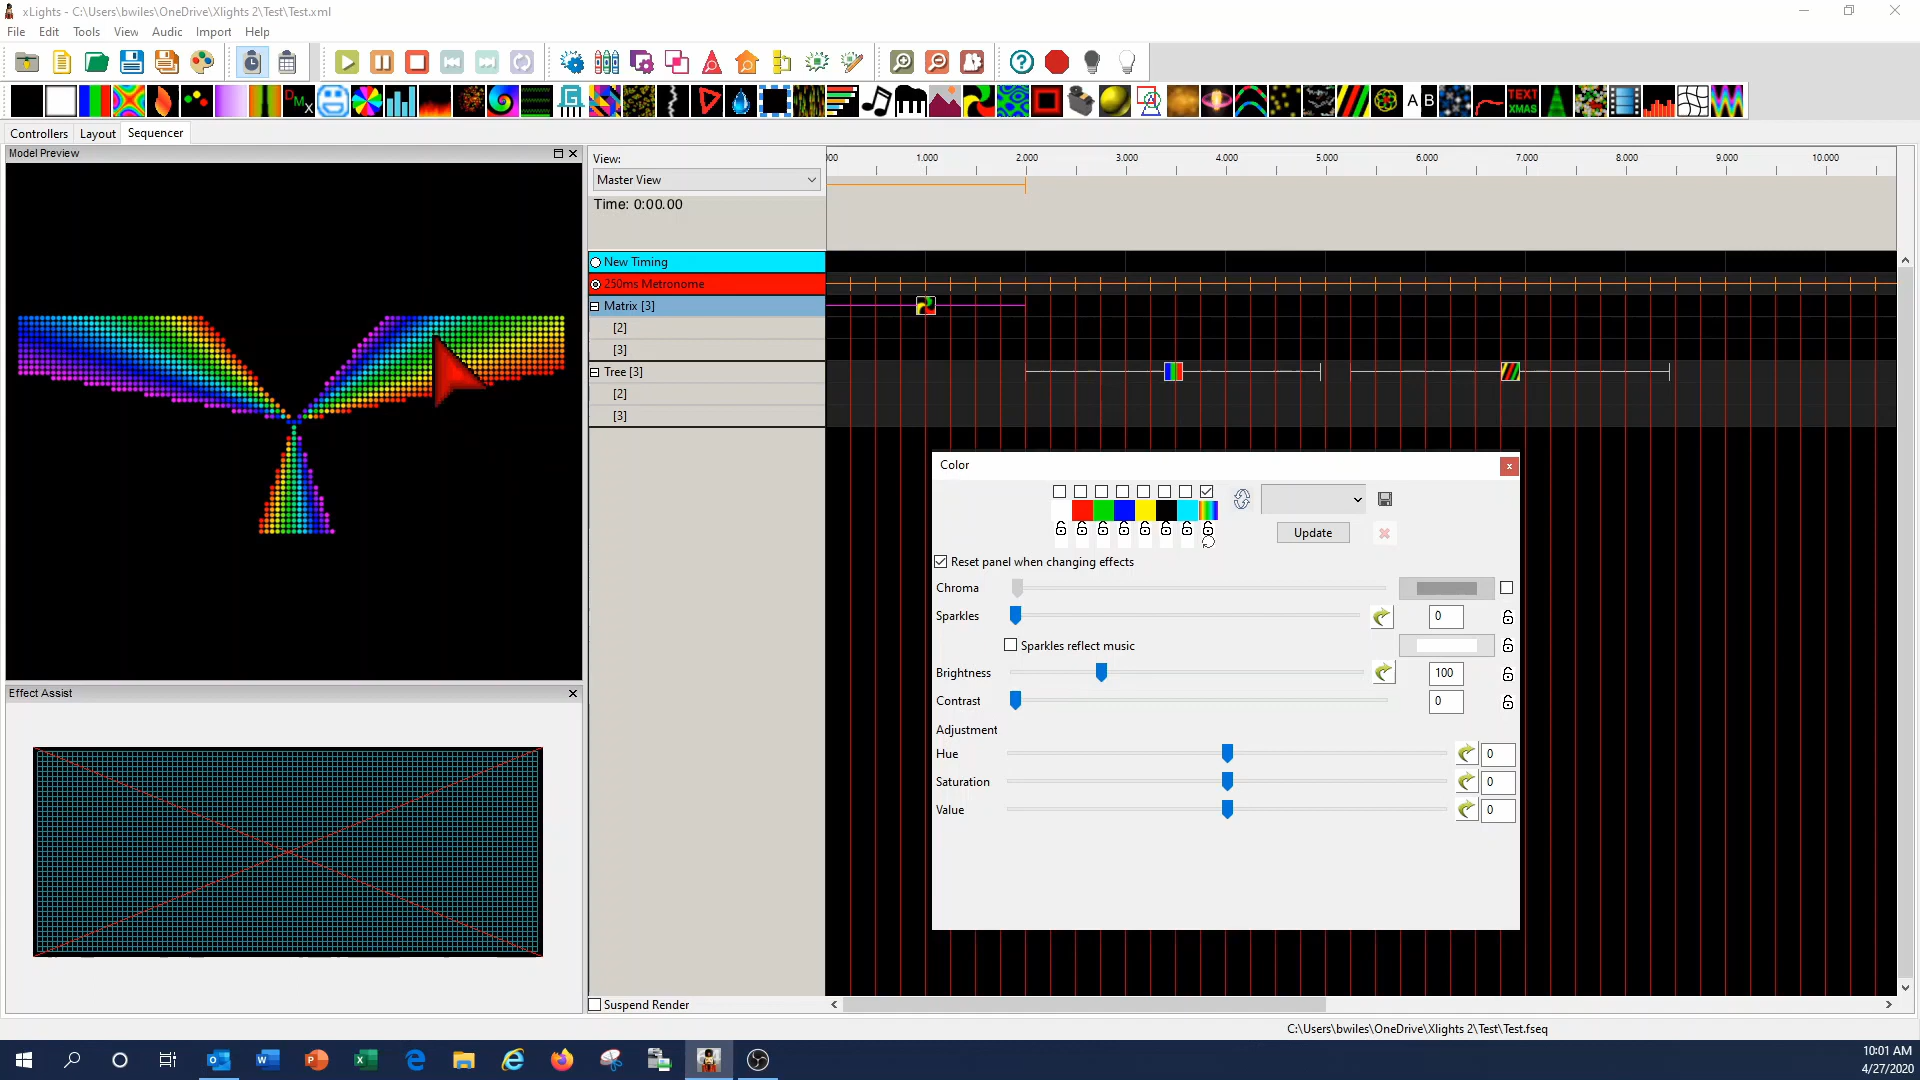 xLights - C:\Users\bwiles\OneDrive\Xlights 2\Test\Test.xml
File Edit Tools View Audic Import Help
DMX
A B
TEXT XMAS
Controllers Layout Sequencer
Model Preview
View:
Master View
Time: 0:00.00
000 1.000 2.000 3.000 4.000 5.000 6.000 7.000 8.000 9.000 10.000
New Timing
250ms Metronome
Matrix [3]
[2]
[3]
Tree [3]
[2]
[3]
Color
Update
Reset panel when changing effects
Chroma
Sparkles 0
Sparkles reflect music
Brightness 100
Contrast 0
Adjustment
Hue 0
Saturation 0
Value 0
Effect Assist
Suspend Render
C:\Users\bwiles\OneDrive\Xlights 2\Test\Test.fseq
10:01 AM
4/27/2020